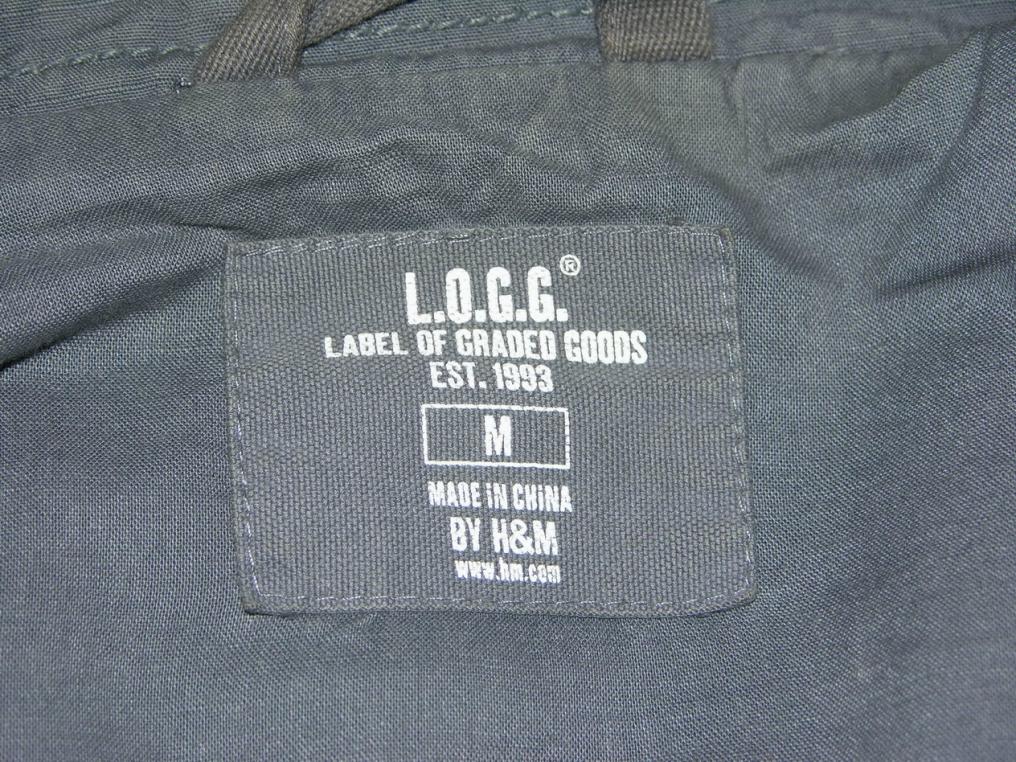 L.O.G.G.®
LABEL OF GRADED GOODS
EST. 1993
M
MADE IN CHINA
BY H&M
www.hm.com